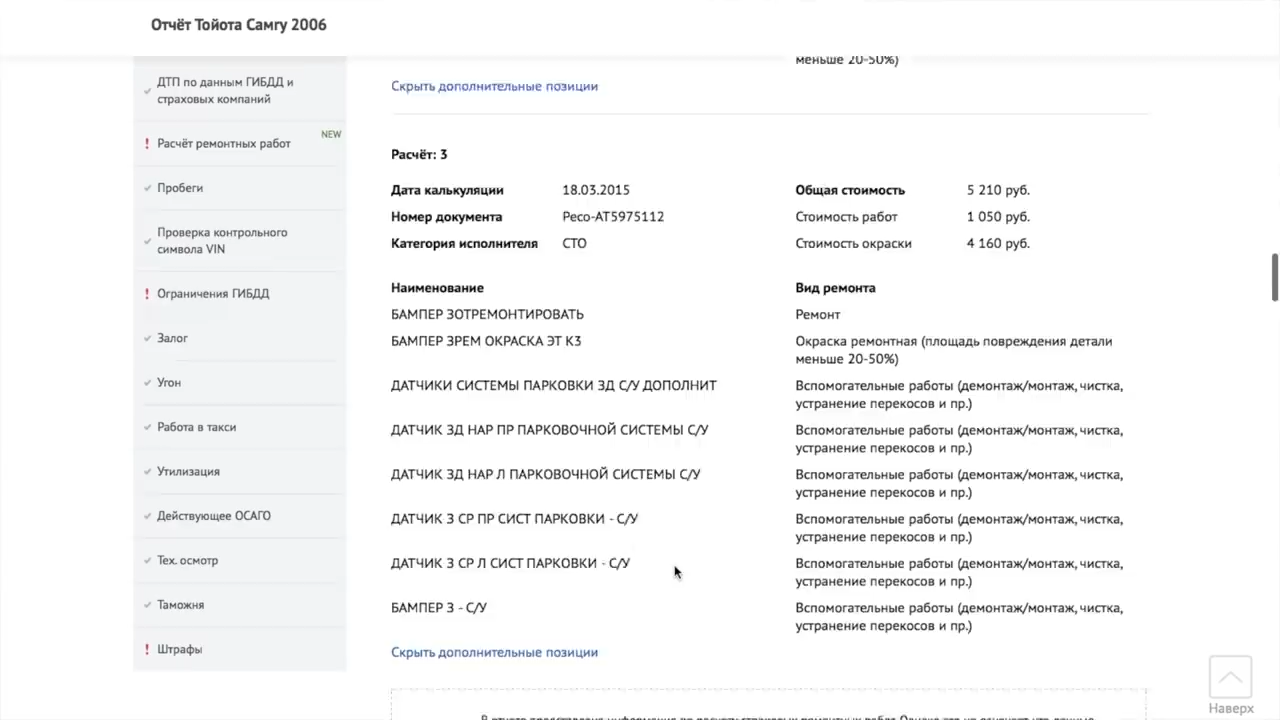 Отчёт Тойота Самгу 2006
ДТП по данным ГИБДД и
страховых компаний
Расчёт ремонтных работ
NEW
Пробеги
Проверка контрольного
символа VIN
Ограничения ГИБДД
Залог
Угон
Работа в такси
Утилизация
Действующее ОСАГО
Тех. осмотр
Таможня
Штрафы
меньше 20-50%)
Скрыть дополнительные позиции
Расчёт: 3
Дата калькуляции 18.03.2015 Общая стоимость 5 210 руб.
Номер документа Ресо-АТ5975112 Стоимость работ 1 050 руб.
Категория исполнителя СТО Стоимость окраски 4 160 руб.
Наименование Вид ремонта
БАМПЕР ЗОТРЕМОНТИРОВАТЬ Ремонт
БАМПЕР ЗРЕМ ОКРАСКА ЭТ К3 Окраска ремонтная (площадь повреждения детали
меньше 20-50%)
ДАТЧИКИ СИСТЕМЫ ПАРКОВКИ ЗД С/У ДОПОЛНИТ Вспомогательные работы (демонтаж/монтаж, чистка,
устранение перекосов и пр.)
ДАТЧИК ЗД НАР ПР ПАРКОВОЧНОЙ СИСТЕМЫ С/У Вспомогательные работы (демонтаж/монтаж, чистка,
устранение перекосов и пр.)
ДАТЧИК ЗД НАР Л ПАРКОВОЧНОЙ СИСТЕМЫ С/У Вспомогательные работы (демонтаж/монтаж, чистка,
устранение перекосов и пр.)
ДАТЧИК З СР ПР СИСТ ПАРКОВКИ - С/У Вспомогательные работы (демонтаж/монтаж, чистка,
устранение перекосов и пр.)
ДАТЧИК З СР Л СИСТ ПАРКОВКИ - С/У Вспомогательные работы (демонтаж/монтаж, чистка,
устранение перекосов и пр.)
БАМПЕР З - С/У Вспомогательные работы (демонтаж/монтаж, чистка,
устранение перекосов и пр.)
Скрыть дополнительные позиции
Наверх